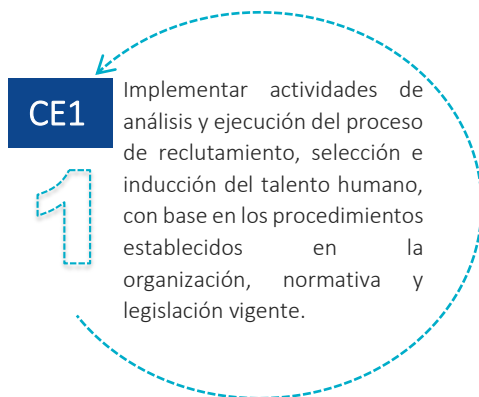 CE1
1
Implementar actividades de
análisis y ejecución del proceso
de reclutamiento, selección e
inducción del talento humano,
con base en los procedimientos
establecidos en la
organización, normativa y
legislación vigente.